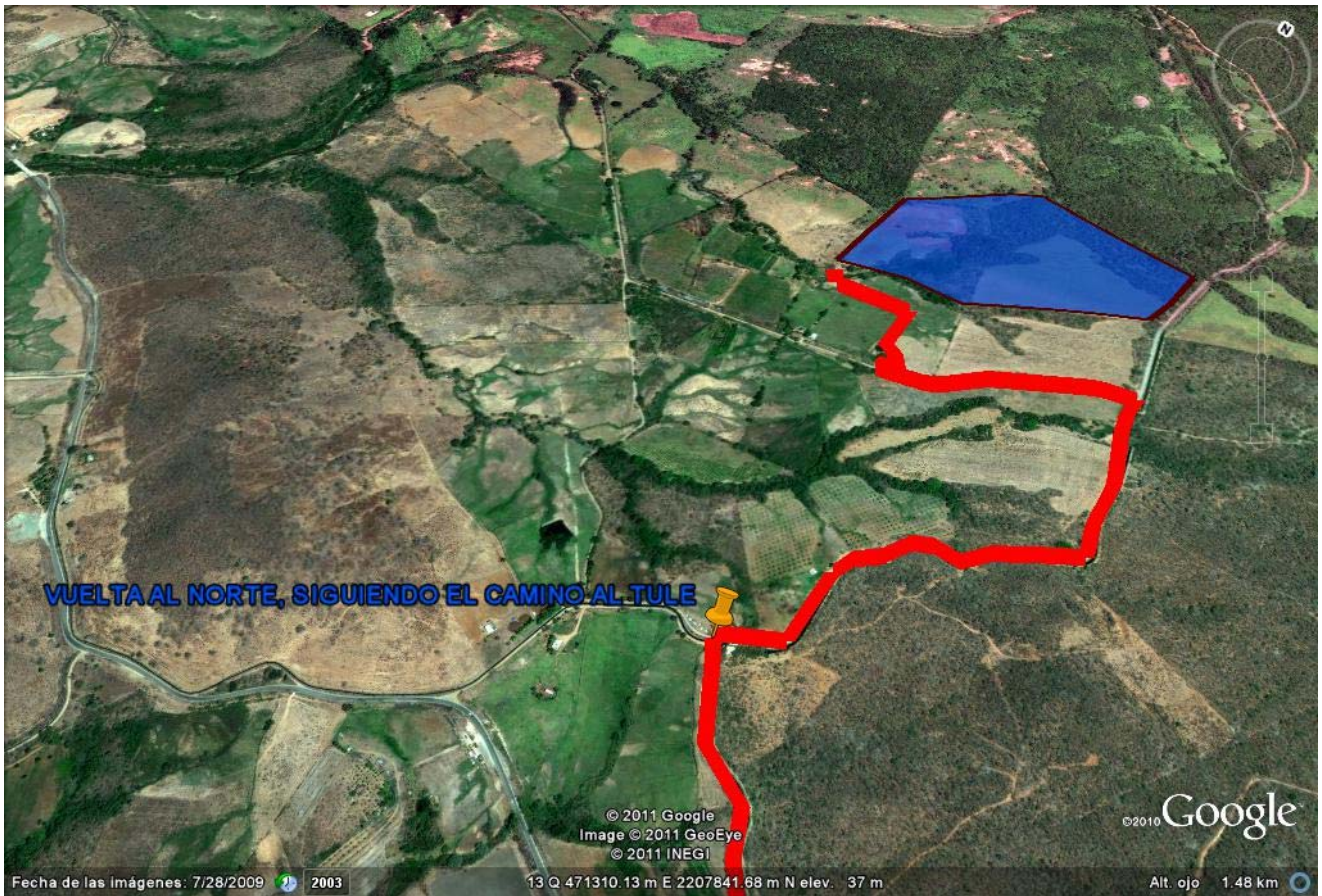 N
VUELTA AL NORTE, SIGUIENDO EL CAMINO AL TULE
© 2011 Google
Image © 2011 GeoEye
© 2011 INEGI
©2010 Google
Fecha de las imágenes: 7/28/2009 2003 13 Q 471310.13 m E 2207841.68 m N elev. 37 m Alt. ojo 1.48 km